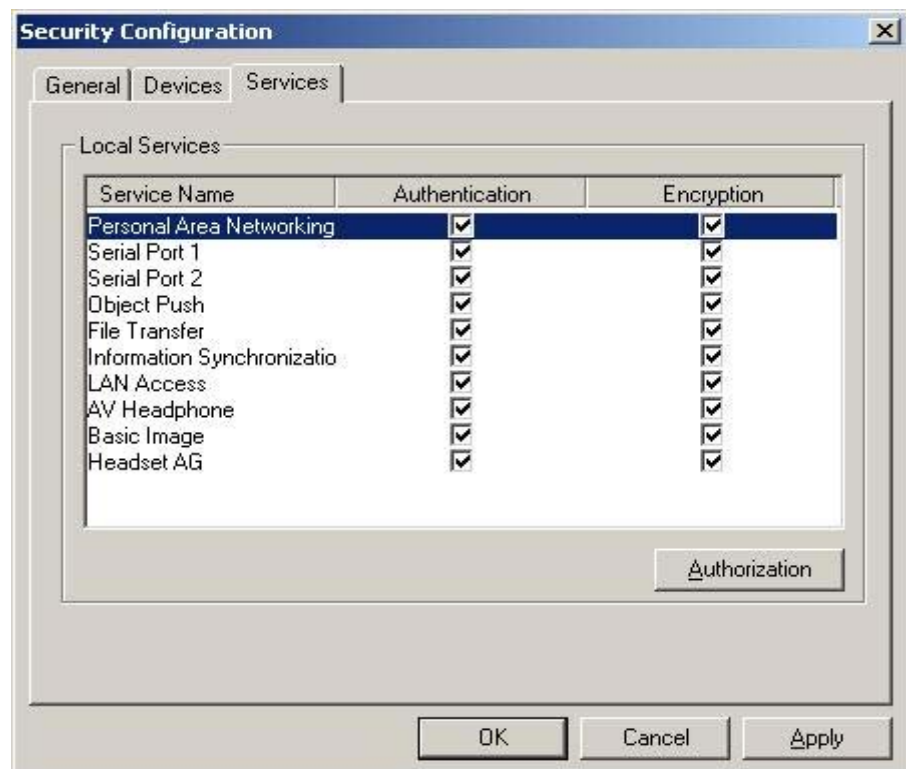 Security Configuration
General Devices Services
Local Services
Service Name Authentication Encryption
Personal Area Networking
Serial Port 1
Serial Port 2
Object Push
File Transfer
Information Synchronizatio
LAN Access
AV Headphone
Basic Image
Headset AG
Authorization
OK Cancel Apply